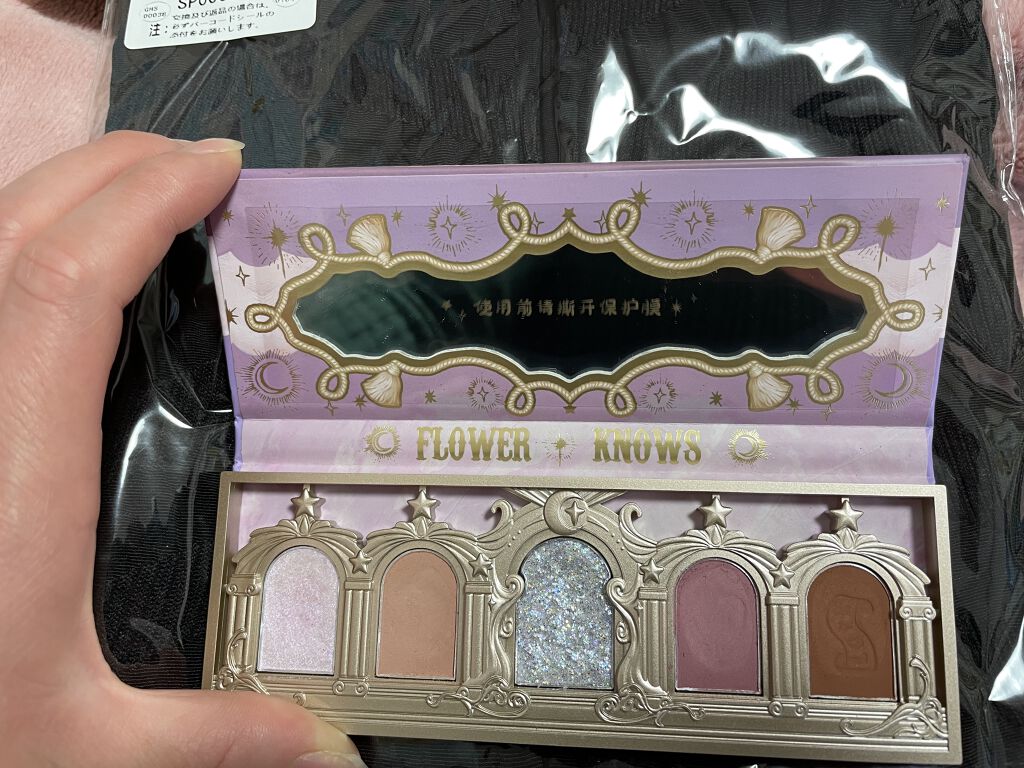 交換及び返品の場合は、
注：必ずバーコードシールの
添付をお願いします。
使用前请撕开保护膜
FLOWER KNOWS